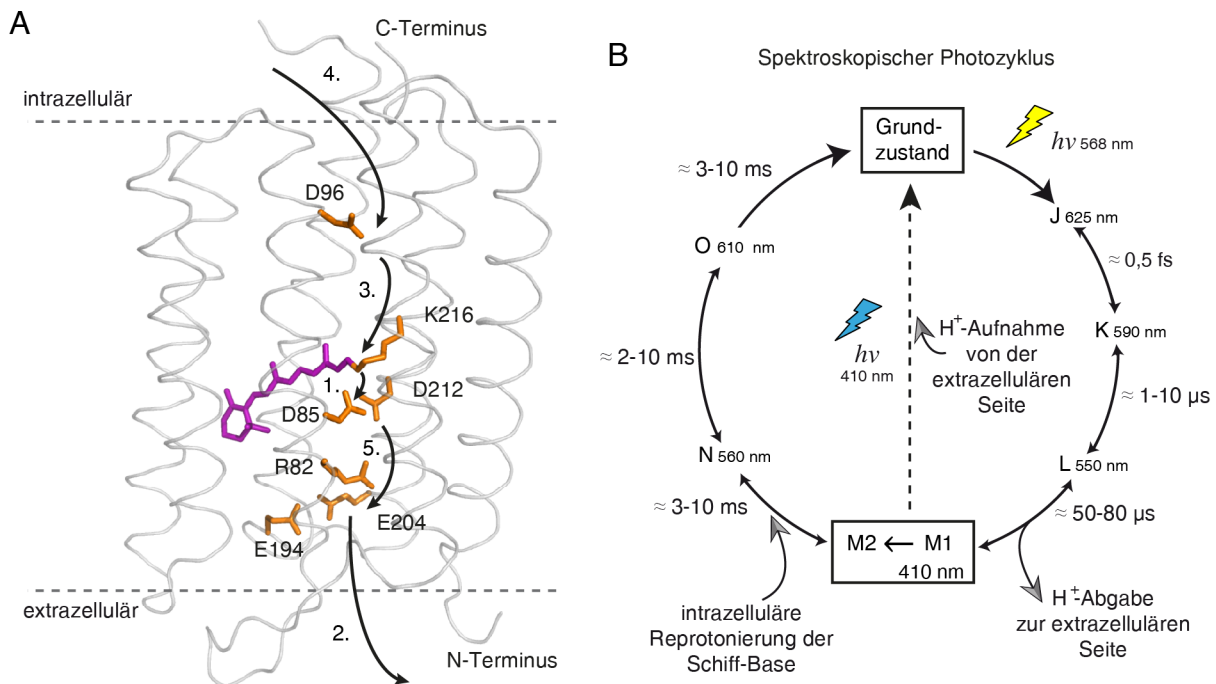 A
C-Terminus
4.
intrazellulär
D96
3.
K216
1.
D212
D85
5.
R82
E204
E194
extrazellulär
2.
N-Terminus
B
Spektroskopischer Photozyklus
Grund-
zustand
hν 568 nm
≈ 3-10 ms
J 625 nm
O 610 nm
≈ 0,5 fs
K 590 nm
hν
410 nm
H⁺-Aufnahme
von der
extrazellulären
Seite
≈ 2-10 ms
≈ 1-10 µs
N 560 nm
L 550 nm
≈ 3-10 ms
≈ 50-80 µs
M2 ← M1
410 nm
intrazelluläre
Reprotonierung der
Schiff-Base
H⁺-Abgabe
zur extrazellulären
Seite